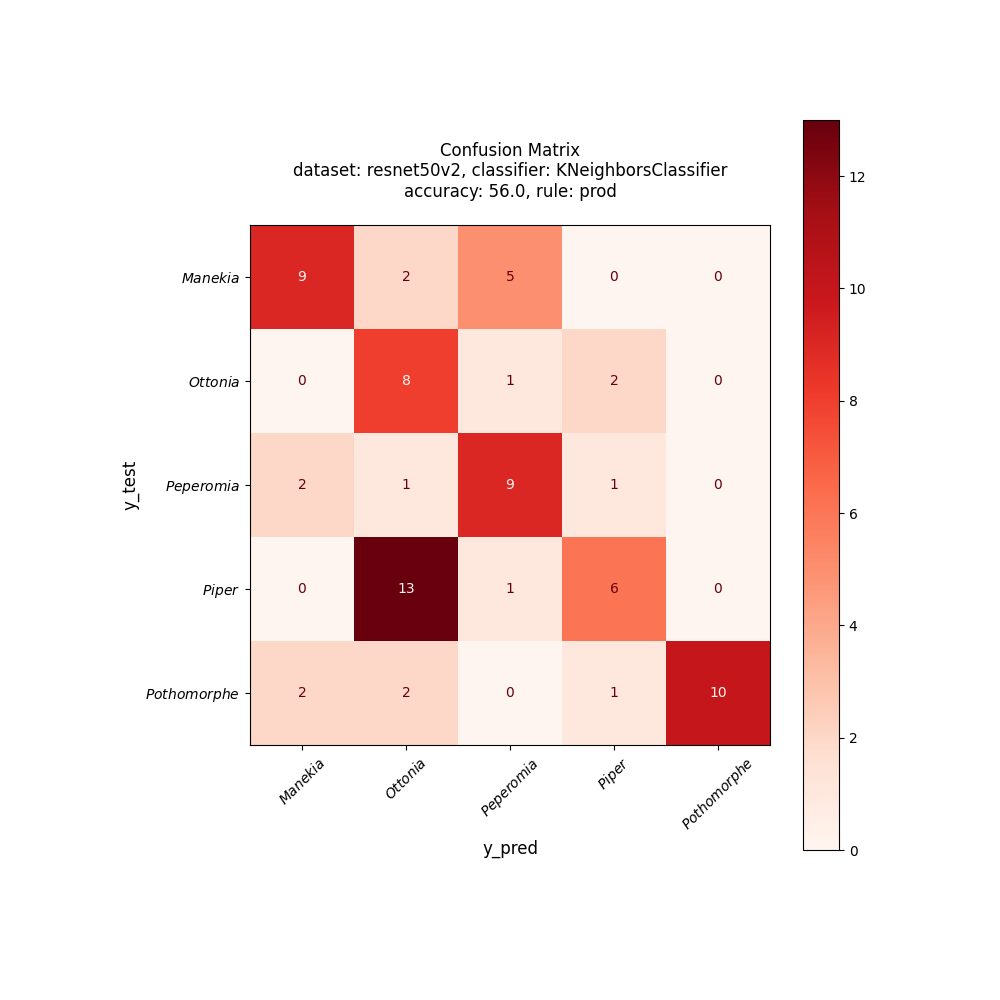 Confusion Matrix
dataset: resnet50v2, classifier: KNeighborsClassifier
accuracy: 56.0, rule: prod
Manekia 9 2 5 0 0
Ottonia 0 8 1 2 0
Peperomia 2 1 9 1 0
Piper 0 13 1 6 0
Pothomorphe 2 2 0 1 10
Manekia Ottonia Peperomia Piper Pothomorphe
y_pred
y_test
12
10
8
6
4
2
0